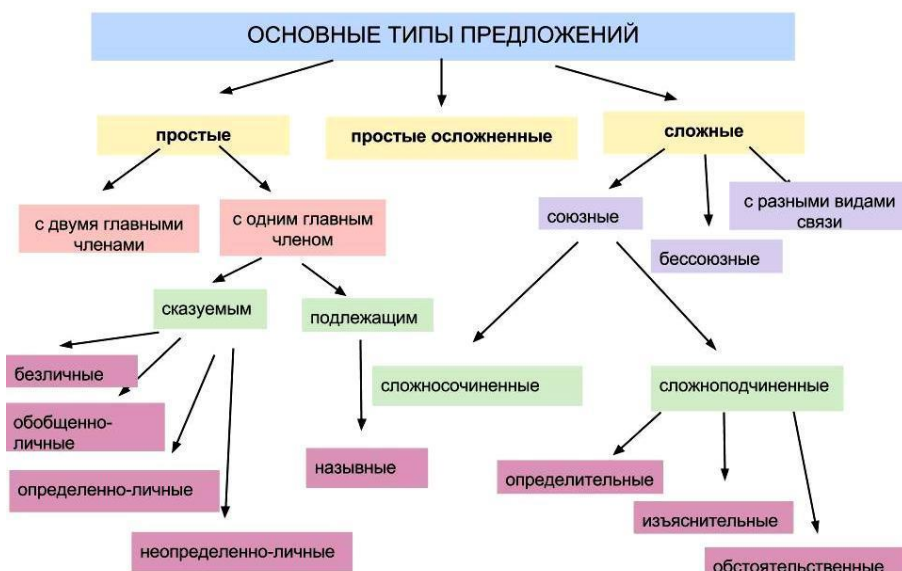 ОСНОВНЫЕ ТИПЫ ПРЕДЛОЖЕНИЙ
простые
простые осложненные
сложные
с двумя главными
членами
с одним главным
членом
союзные
с разными видами
связи
бессоюзные
сказуемым
подлежащим
безличные
сложносочиненные
сложноподчиненные
обобщенно-
личные
называные
определенно-личные
определительные
изъяснительные
неопределенно-личные
обстоятельственные